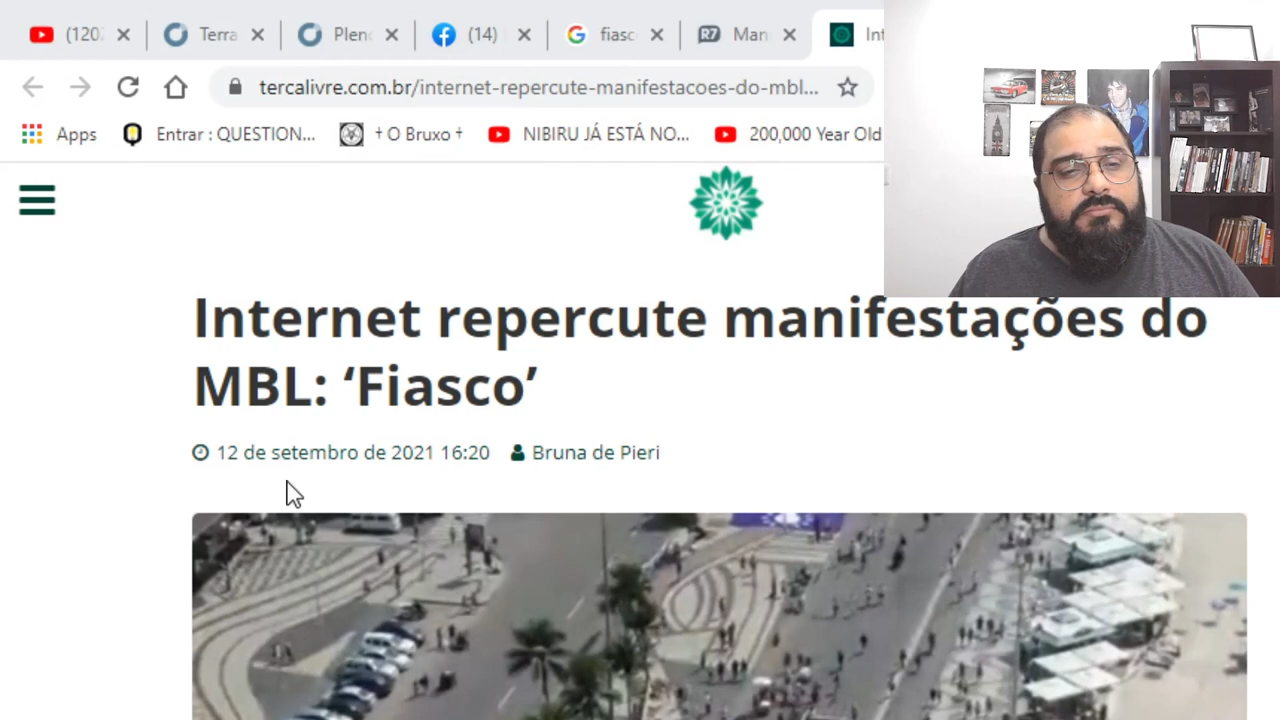 (120: Terra Plen (14) fiasc Man Int
tercalivre.com.br/internet-repercute-manifestacoes-do-mbl...
Apps Entrar : QUESTION... † O Bruxo † NIBIRU JÁ ESTÁ NO... 200,000 Year Old
Internet repercute manifestações do
MBL: ‘Fiasco’
12 de setembro de 2021 16:20 Bruna de Pieri